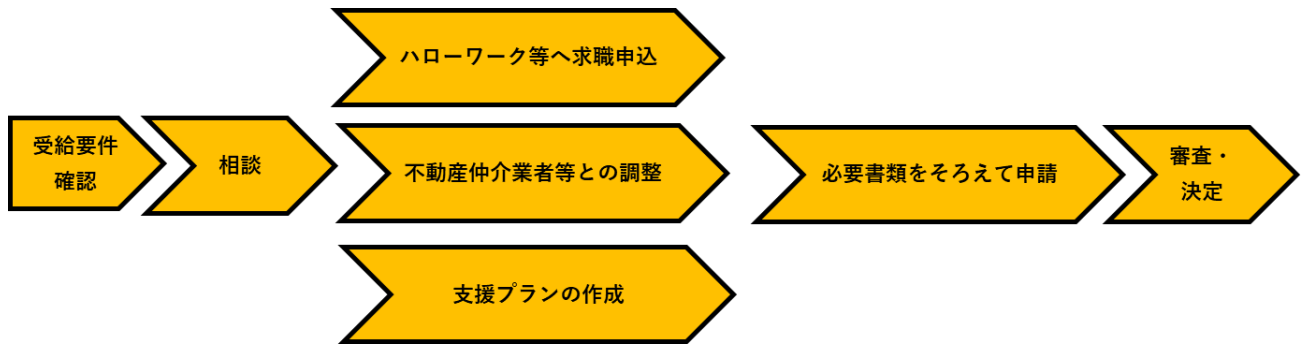 受給要件
確認
相談
ハローワーク等へ求職申込
不動産仲介業者等との調整
支援プランの作成
必要書類をそろえて申請
審査・
決定